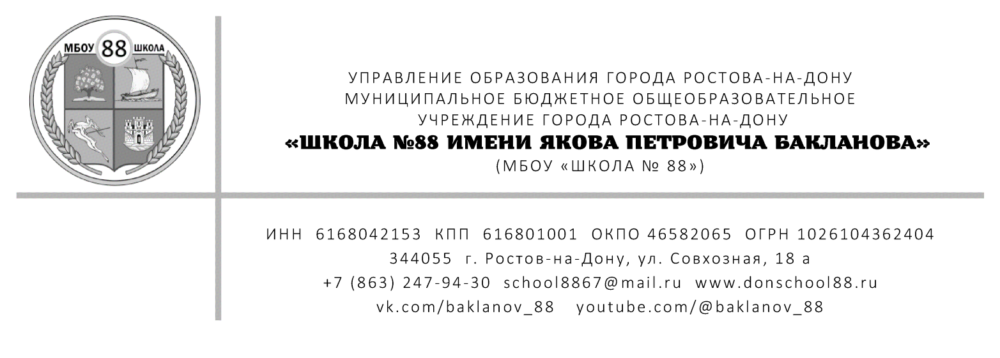 МБОУ 88 ШКОЛА
УПРАВЛЕНИЕ ОБРАЗОВАНИЯ ГОРОДА РОСТОВА-НА-ДОНУ
МУНИЦИПАЛЬНОЕ БЮДЖЕТНОЕ ОБЩЕОБРАЗОВАТЕЛЬНОЕ
УЧРЕЖДЕНИЕ ГОРОДА РОСТОВА-НА-ДОНУ
«ШКОЛА №88 ИМЕНИ ЯКОВА ПЕТРОВИЧА БАКЛАНОВА»
(МБОУ «ШКОЛА № 88»)
ИНН 6168042153 КПП 616801001 ОКПО 46582065 ОГРН 1026104362404
344055 г. Ростов-на-Дону, ул. Совхозная, 18 а
+7 (863) 247-94-30 school8867@mail.ru www.donschool88.ru
vk.com/baklanov_88 youtube.com/@baklanov_88